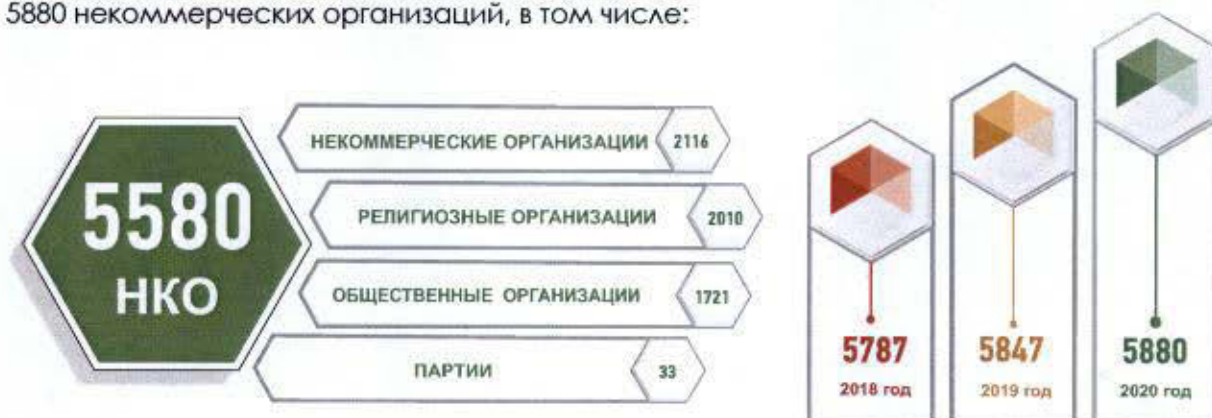 5880 некоммерческих организаций, в том числе:
5580
НКО
НЕКОММЕРЧЕСКИЕ ОРГАНИЗАЦИИ 2116
РЕЛИГИОЗНЫЕ ОРГАНИЗАЦИИ 2010
ОБЩЕСТВЕННЫЕ ОРГАНИЗАЦИИ 1721
ПАРТИИ 33
5787
2018 год
5847
2019 год
5880
2020 год